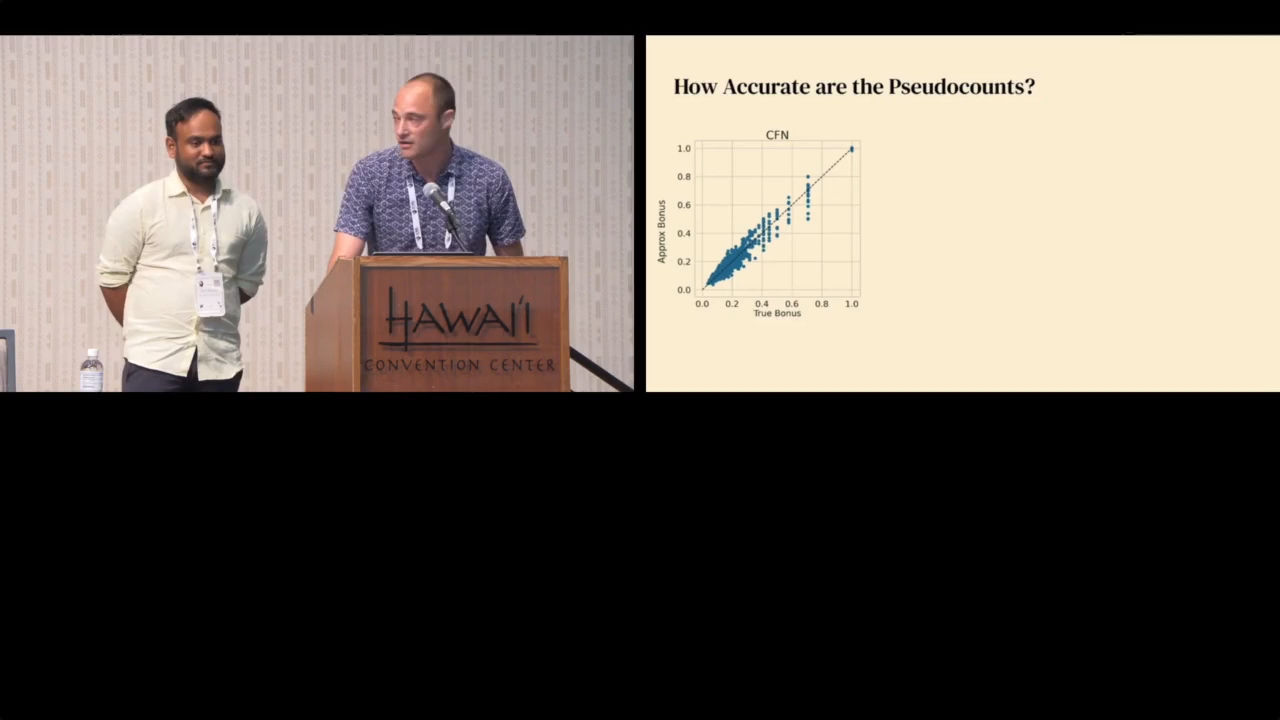 HAWAI'I
CONVENTION CENTER
How Accurate are the Pseudocounts?
CFN
Approx Bonus
1.0
0.8
0.6
0.4
0.2
0.0
0.0 0.2 0.4 0.6 0.8 1.0
True Bonus